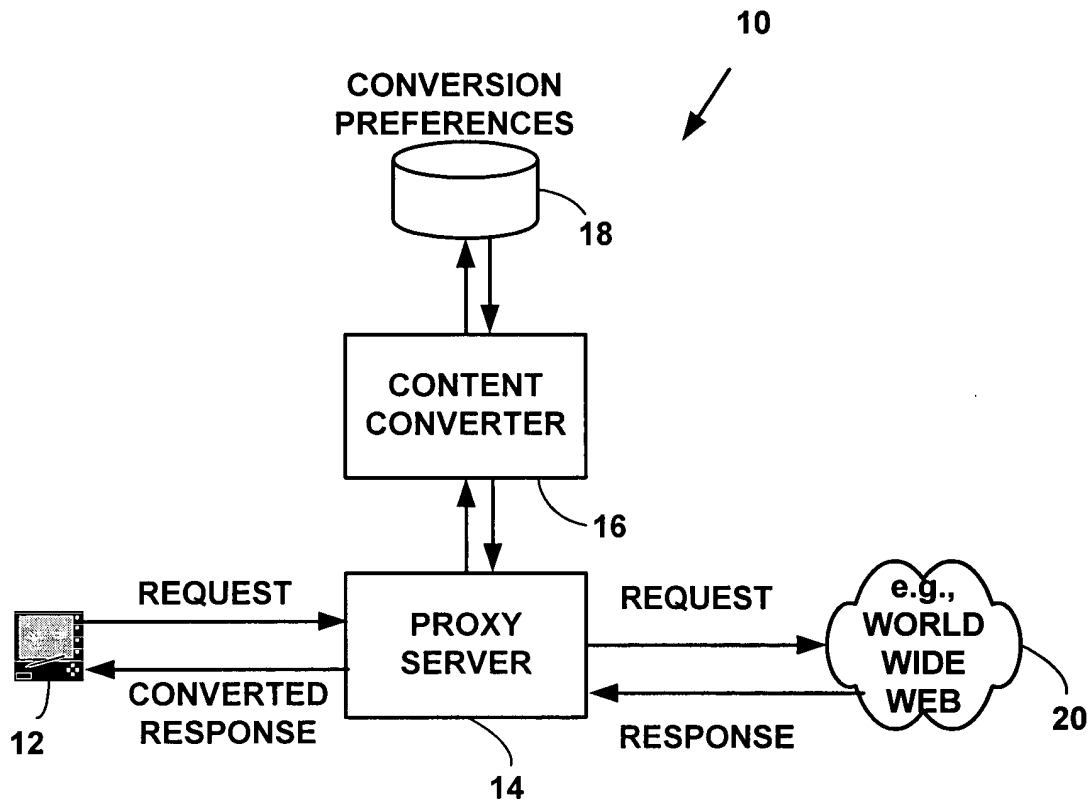 10
CONVERSION
PREFERENCES
18
CONTENT
CONVERTER
16
REQUEST
PROXY
SERVER
REQUEST
e.g.,
WORLD
WIDE
WEB
CONVERTED
RESPONSE
RESPONSE
12
14
20